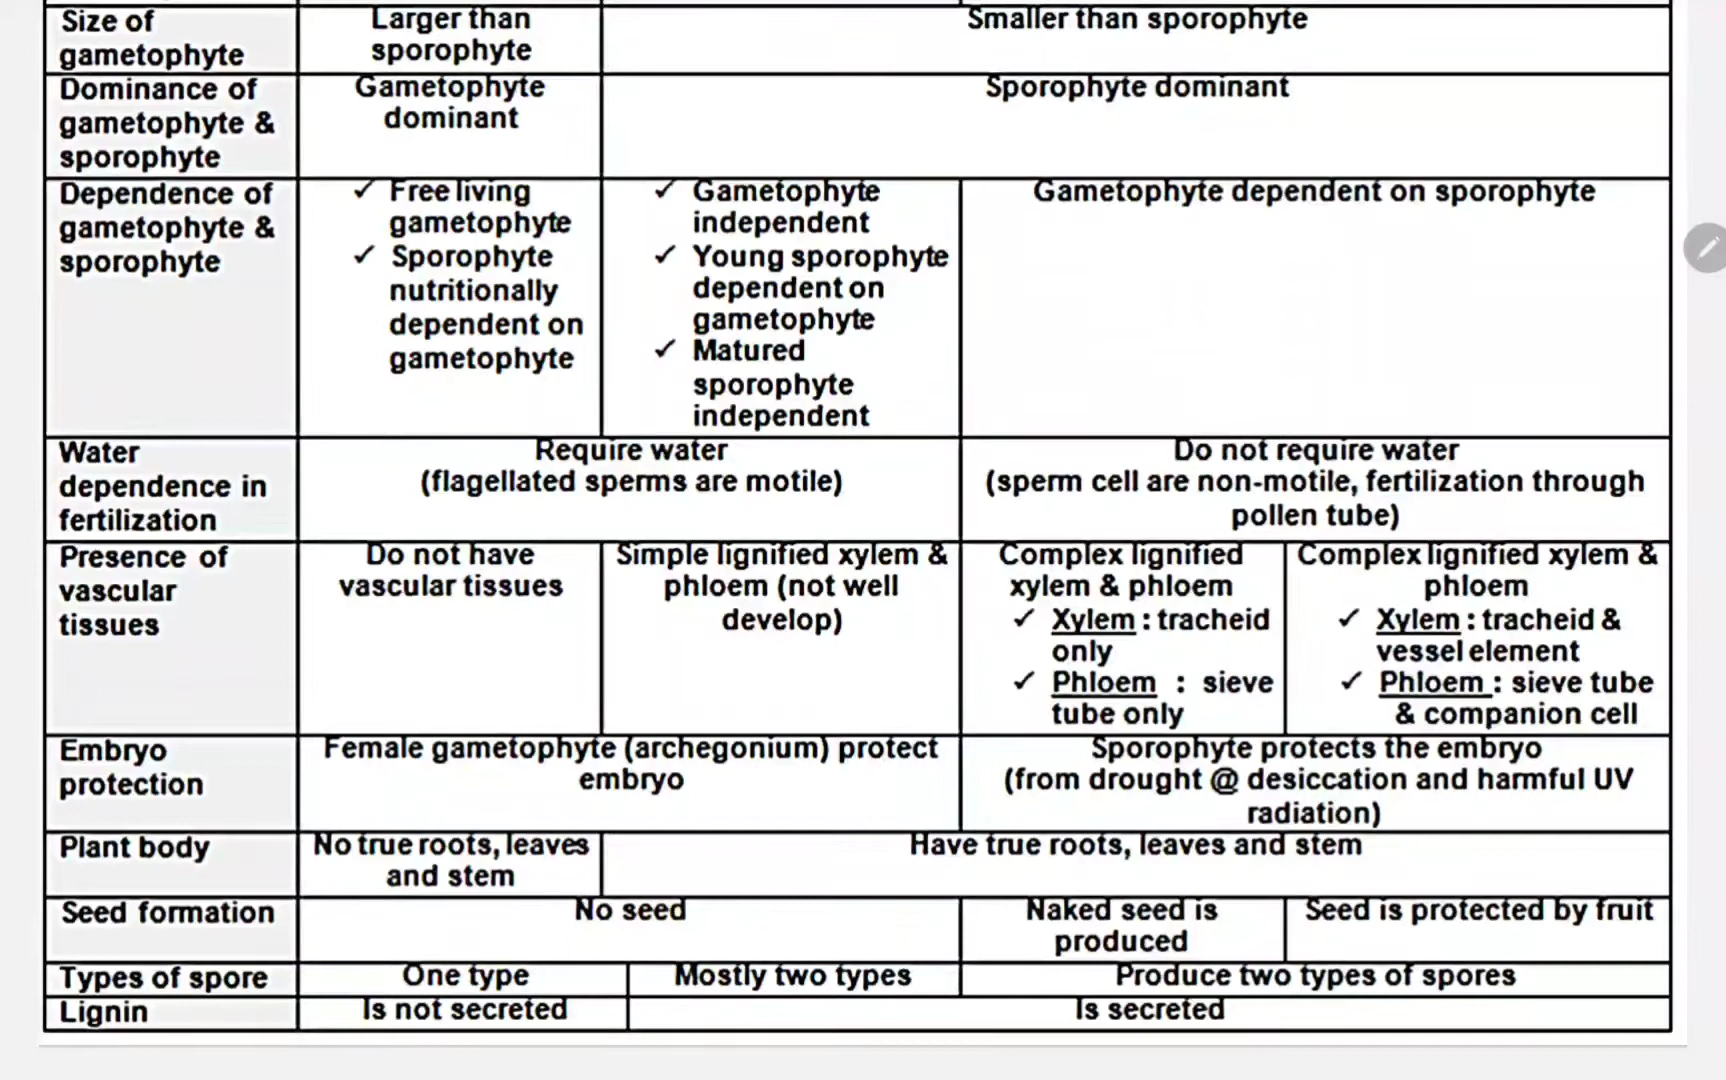 Size of
gametophyte
Larger than
sporophyte
Smaller than sporophyte
Dominance of
gametophyte &
sporophyte
Gametophyte
dominant
Sporophyte dominant
Dependence of
gametophyte &
sporophyte
✓ Free living
gametophyte
✓ Sporophyte
nutritionally
dependent on
gametophyte
✓ Gametophyte
independent
✓ Young sporophyte
dependent on
gametophyte
✓ Matured
sporophyte
independent
Gametophyte dependent on sporophyte
Water
dependence in
fertilization
Require water
(flagellated sperms are motile)
Do not require water
(sperm cell are non-motile, fertilization through
pollen tube)
Presence of
vascular
tissues
Do not have
vascular tissues
Simple lignified xylem &
phloem (not well
develop)
Complex lignified
xylem & phloem
✓ Xylem : tracheid
only
✓ Phloem : sieve
tube only
Complex lignified xylem &
phloem
✓ Xylem : tracheid &
vessel element
✓ Phloem : sieve tube
& companion cell
Embryo
protection
Female gametophyte (archegonium) protect
embryo
Sporophyte protects the embryo
(from drought @ desiccation and harmful UV
radiation)
Plant body
No true roots, leaves
and stem
Have true roots, leaves and stem
Seed formation
No seed
Naked seed is
produced
Seed is protected by fruit
Types of spore
One type
Mostly two types
Produce two types of spores
Lignin
Is not secreted
Is secreted